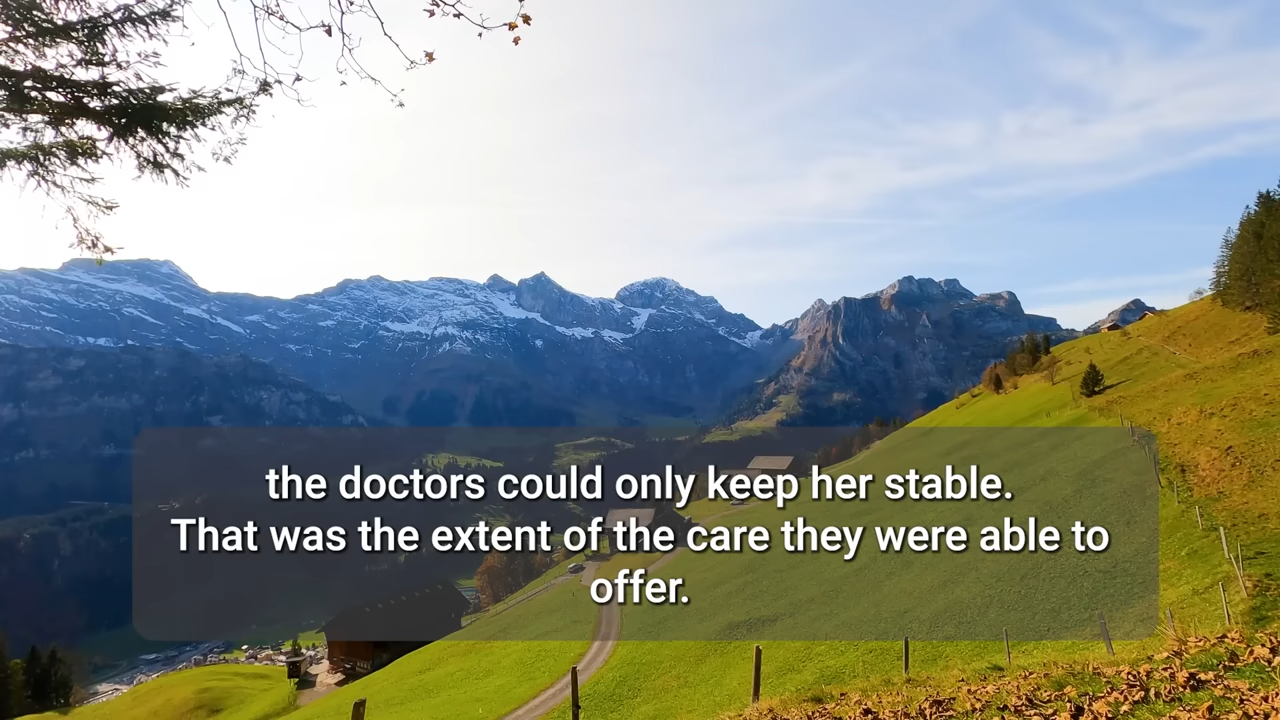 the doctors could only keep her stable.
That was the extent of the care they were able to
offer.